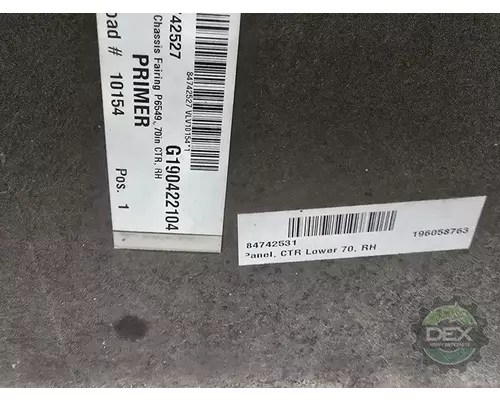 42527
Chassis Fairing P6549, 70in CTR, RH
84742527 VLV10154*1
PRIMER
G190422104
oad # 10154
Pos. 1
84742531
196058763
Panel, CTR Lower 70, RH
DEX